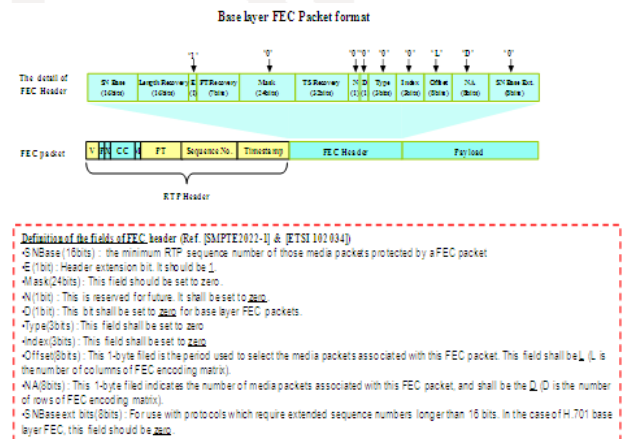 Base layer FEC Packet format
"1" "0" "0" "0" "0" "0" "L" "D" "0"
The detail of FEC Header
SN Base (16bits) Length Recovery (16bits) E (1) PT Recovery (7bits) Mask (24bits) TS Recovery (32bits) N (1) D (1) Type (3bits) Index (3bits) Offset (8bits) NA (8bits) SN Base Ext. (8bits)
FEC packet
V P X CC M PT Sequence No. Timestamp FEC Header Payload
RTP Header
Definition of the fields of FEC header (Ref. [SMPTE2022-1] & [ETSI 102 034])
•SNBase(16bits) : the minimum RTP sequence number of those media packets protected by a FEC packet
•E(1bit) : Header extension bit. It should be 1.
•Mask(24bits) : This field should be set to zero.
•N(1bit) : This is reserved for future. It shall be set to zero.
•D(1bit) : This bit shall be set to zero for base layer FEC packets.
•Type(3bits) : This field shall be set to zero
•Index(3bits) : This field shall be set to zero
•Offset(8bits) : This 1-byte filed is the period used to select the media packets associated with this FEC packet. This field shall be L (L is
the number of columns of FEC encoding matrix).
•NA(8bits) : This 1-byte filed indicates the number of media packets associated with this FEC packet, and shall be the D (D is the number
of rows of FEC encoding matrix).
•SNBase ext bits(8bits) : For use with protocols which require extended sequence numbers longer than 16 bits. In the case of H.701 base
layer FEC, this field should be zero.